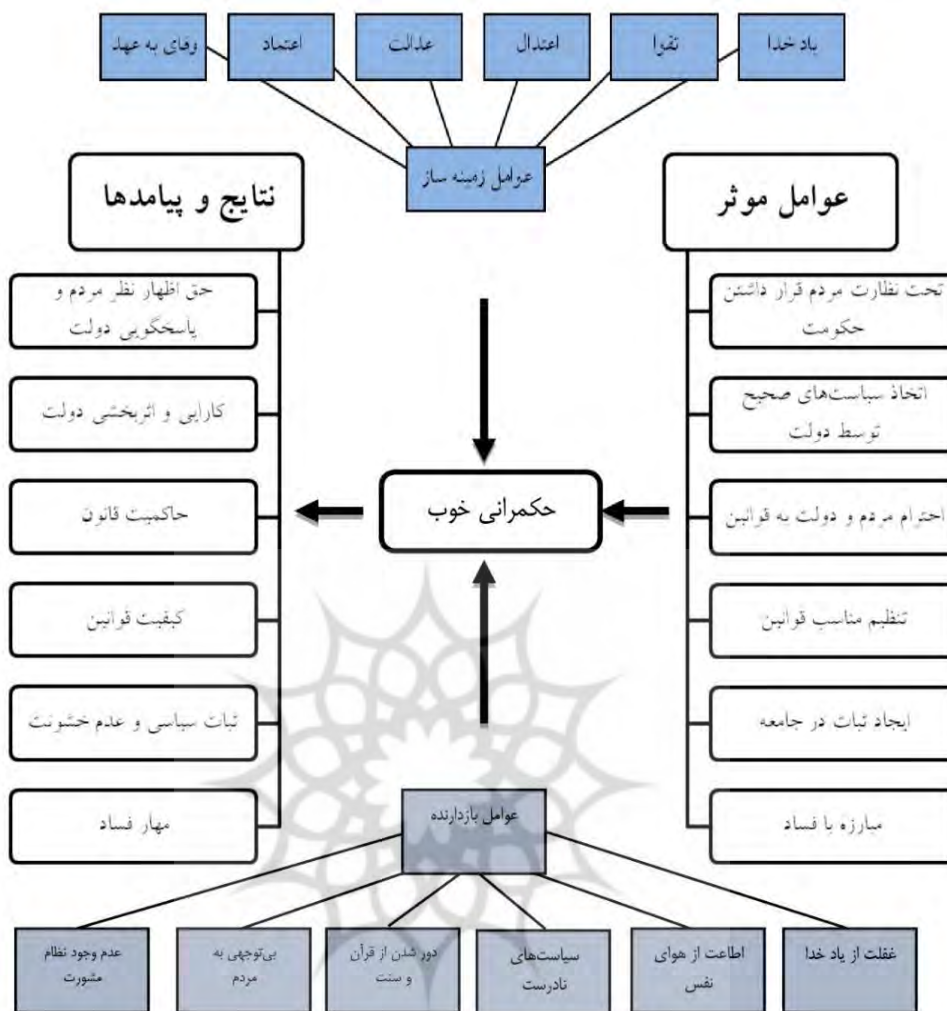 یاد خدا
تقوا
اعتدال
عدالت
اعتماد
وفای به عهد
عوامل زمینه ساز
عوامل موثر
تحت نظارت مردم قرار داشتن
حکومت
اتخاذ سیاست‌های صحیح
توسط دولت
احترام مردم و دولت به قوانین
تنظیم مناسب قوانین
ایجاد ثبات در جامعه
مبارزه با فساد
حکمرانی خوب
نتایج و پیامدها
حق اظهار نظر مردم و
پاسخگویی دولت
کارایی و اثربخشی دولت
حاکمیت قانون
کیفیت قوانین
ثبات سیاسی و عدم خشونت
مهار فساد
عوامل بازدارنده
غفلت از یاد خدا
اطاعت از هوای
نفس
سیاست‌های
نادرست
دور شدن از قرآن
و سنت
بی‌توجهی به
مردم
عدم وجود نظام
مشورت